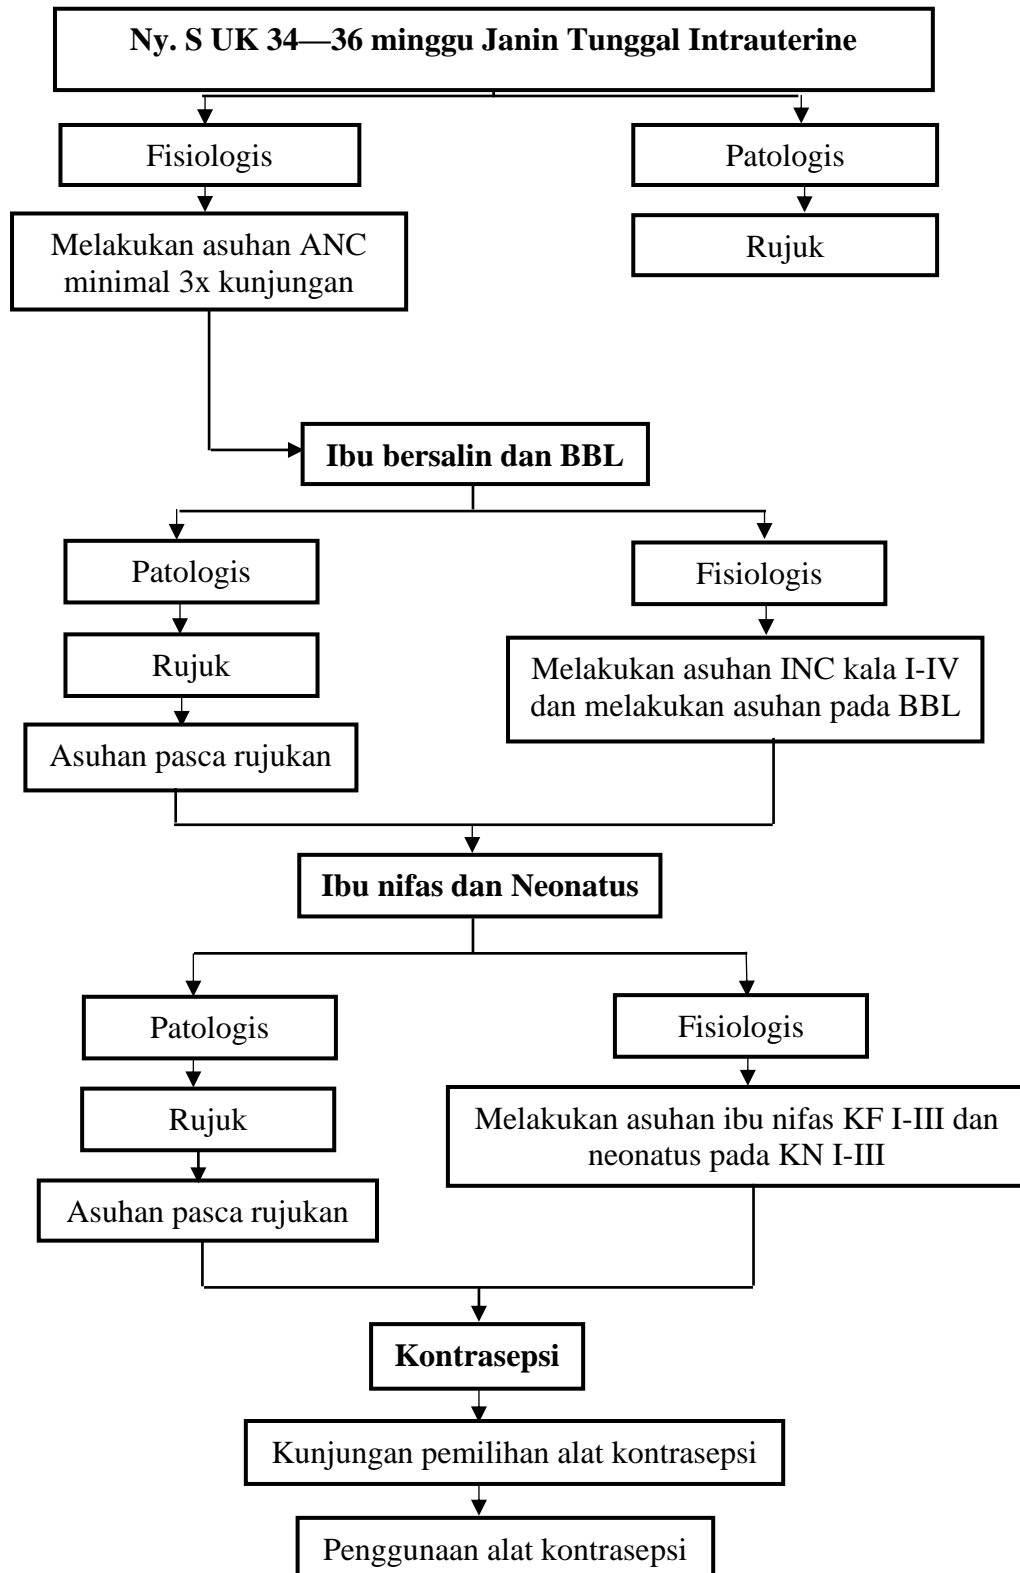 Ny. S UK 34—36 minggu Janin Tunggal Intrauterine
Fisiologis
Patologis
Melakukan asuhan ANC
minimal 3x kunjungan
Rujuk
Ibu bersalin dan BBL
Patologis
Fisiologis
Rujuk
Melakukan asuhan INC kala I-IV
dan melakukan asuhan pada BBL
Asuhan pasca rujukan
Ibu nifas dan Neonatus
Patologis
Fisiologis
Rujuk
Melakukan asuhan ibu nifas KF I-III dan
neonatus pada KN I-III
Asuhan pasca rujukan
Kontrasepsi
Kunjungan pemilihan alat kontrasepsi
Penggunaan alat kontrasepsi